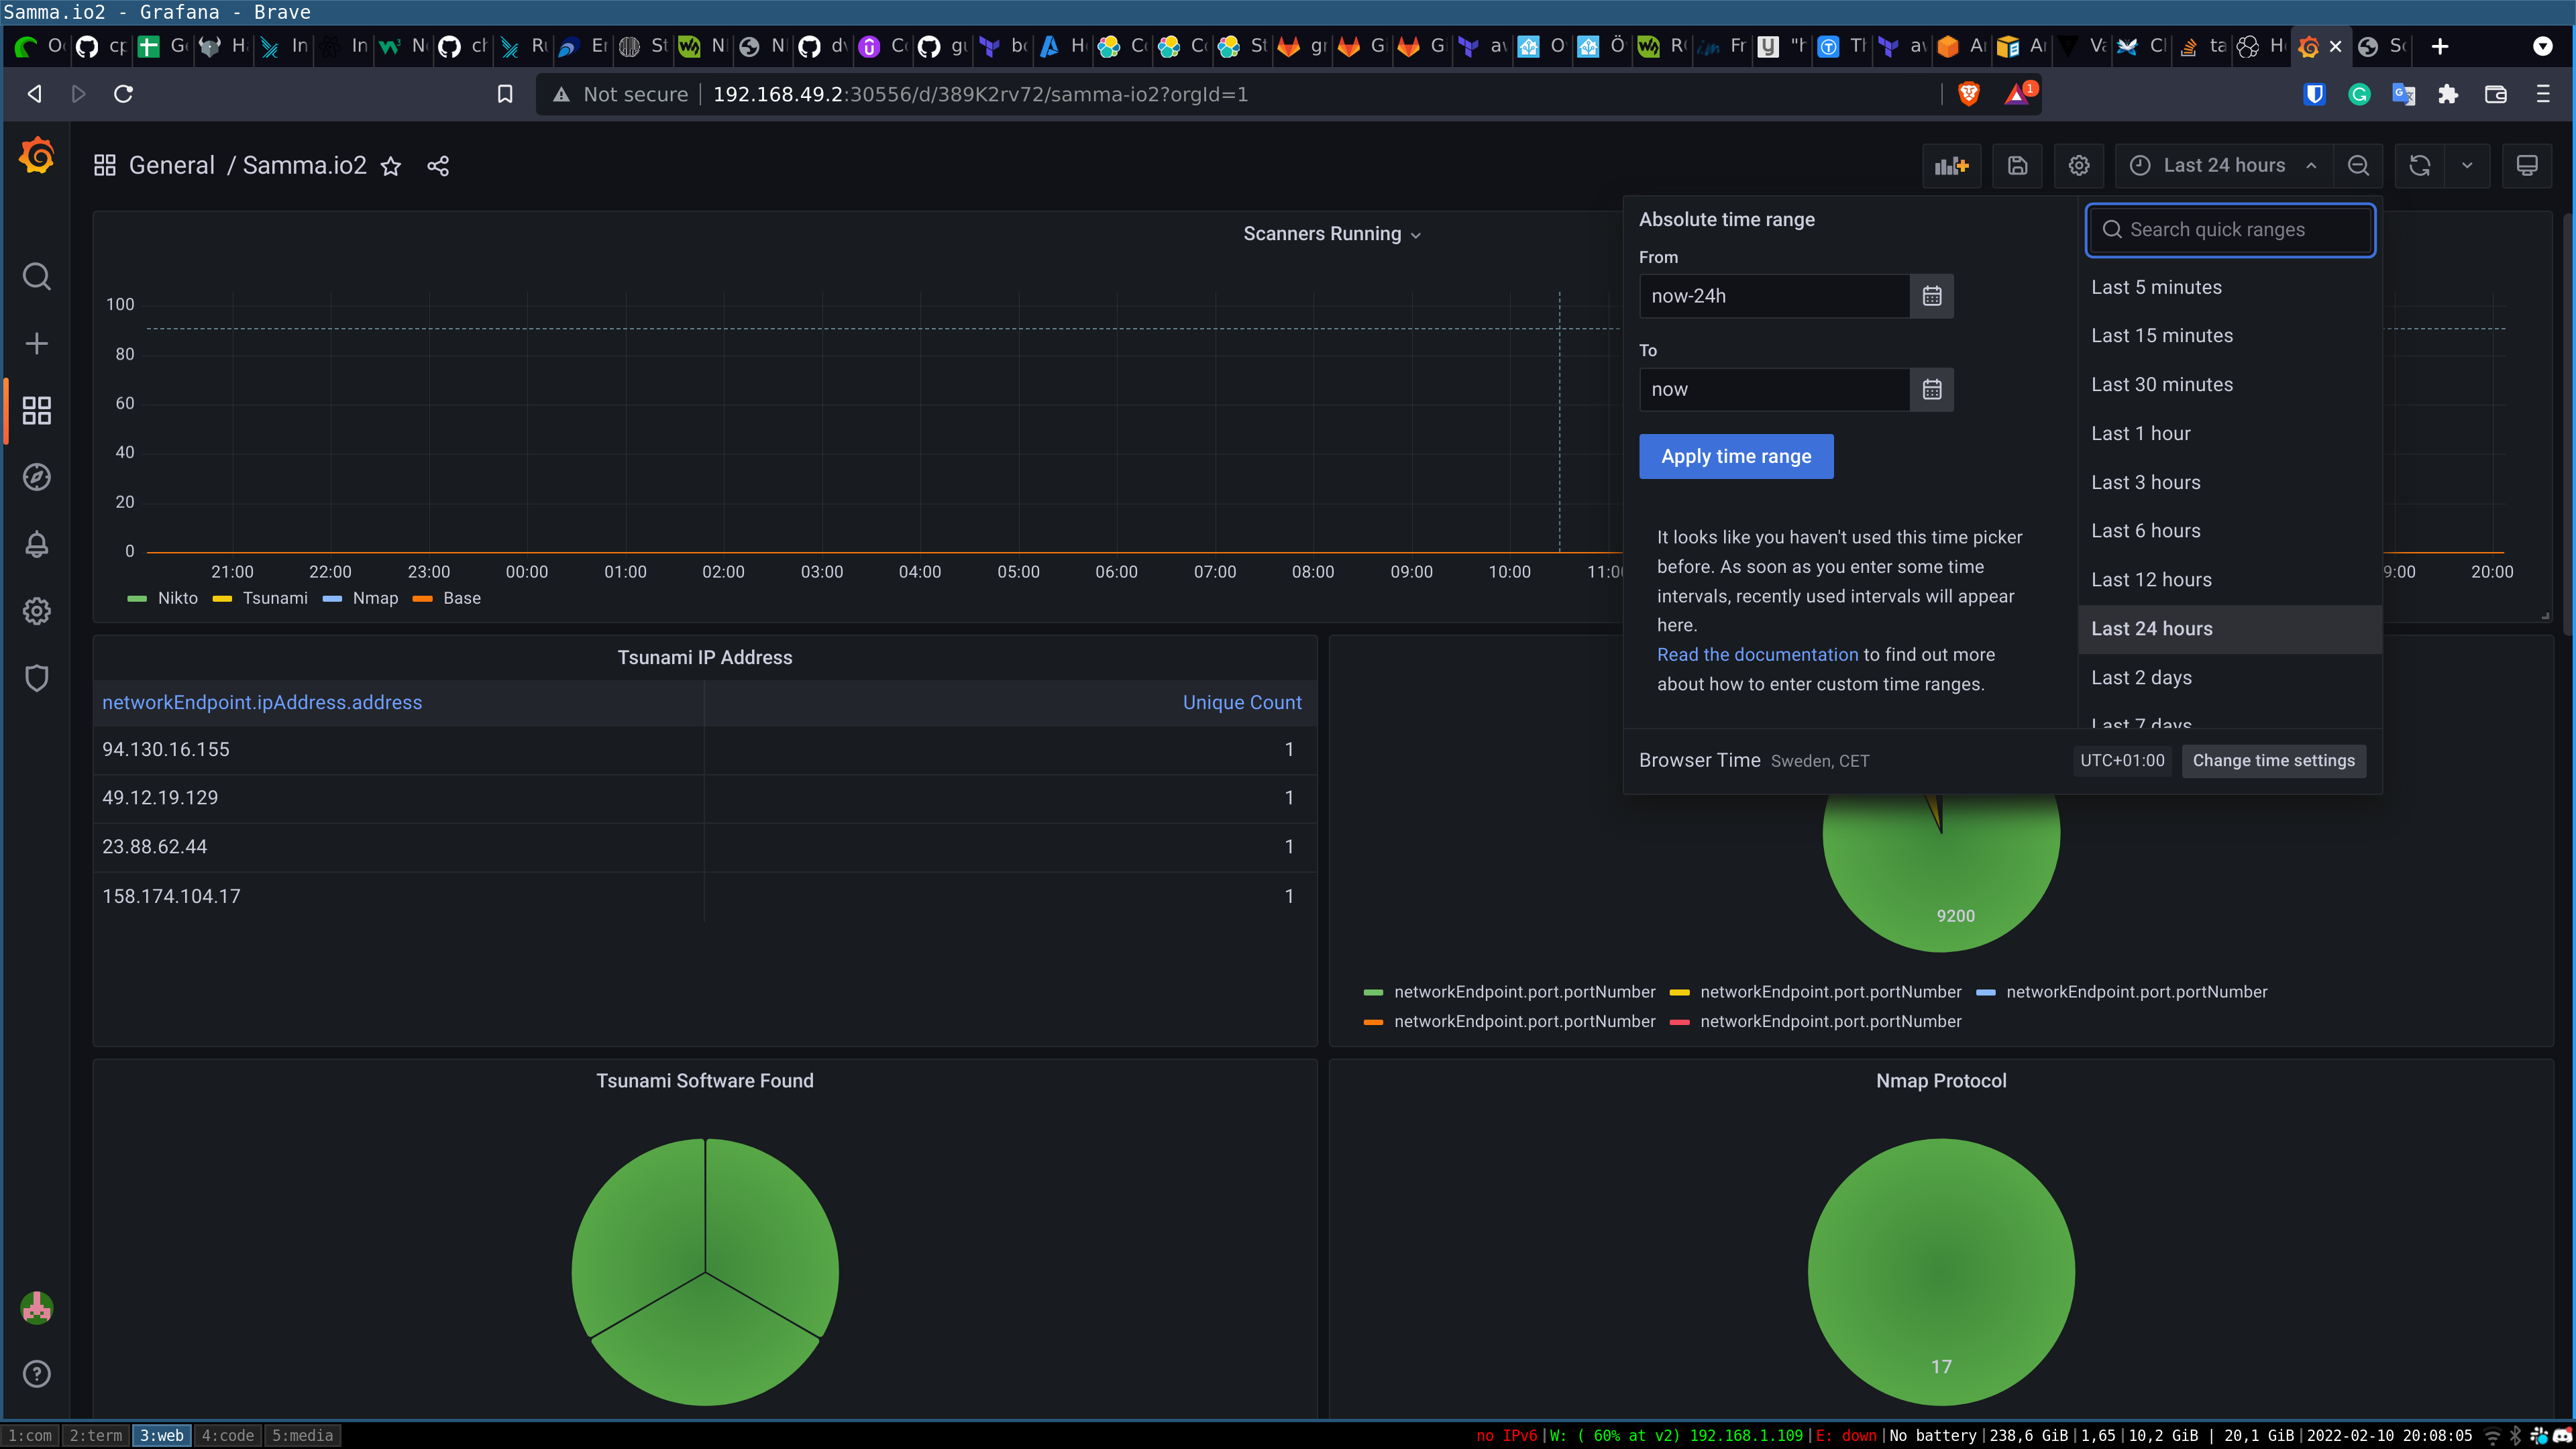 Samma.io2 - Grafana - Brave
Not secure 192.168.49.2:30556/d/389K2rv72/samma-io2?orgId=1
1
General / Samma.io2
Last 24 hours
Scanners Running
100
80
60
40
20
0
21:00 22:00 23:00 00:00 01:00 02:00 03:00 04:00 05:00 06:00 07:00 08:00 09:00 10:00 20:00
Nikto Tsunami Nmap Base
Absolute time range
From
now-24h
To
now
Apply time range
It looks like you haven't used this time picker
before. As soon as you enter some time
intervals, recently used intervals will appear
here.
Read the documentation to find out more
about how to enter custom time ranges.
Search quick ranges
Last 5 minutes
Last 15 minutes
Last 30 minutes
Last 1 hour
Last 3 hours
Last 6 hours
Last 12 hours
Last 24 hours
Last 2 days
Last 7 days
Browser Time Sweden, CET UTC+01:00 Change time settings
Tsunami IP Address
networkEndpoint.ipAddress.address Unique Count
94.130.16.155 1
49.12.19.129 1
23.88.62.44 1
158.174.104.17 1
9200
networkEndpoint.port.portNumber networkEndpoint.port.portNumber networkEndpoint.port.portNumber
networkEndpoint.port.portNumber networkEndpoint.port.portNumber
Tsunami Software Found
Nmap Protocol
17
1:com 2:term 3:web 4:code 5:media
no IPv6|W: ( 60% at v2) 192.168.1.109|E: down|No battery|238,6 GiB|1,65|10,2 GiB | 20,1 GiB|2022-02-10 20:08:05